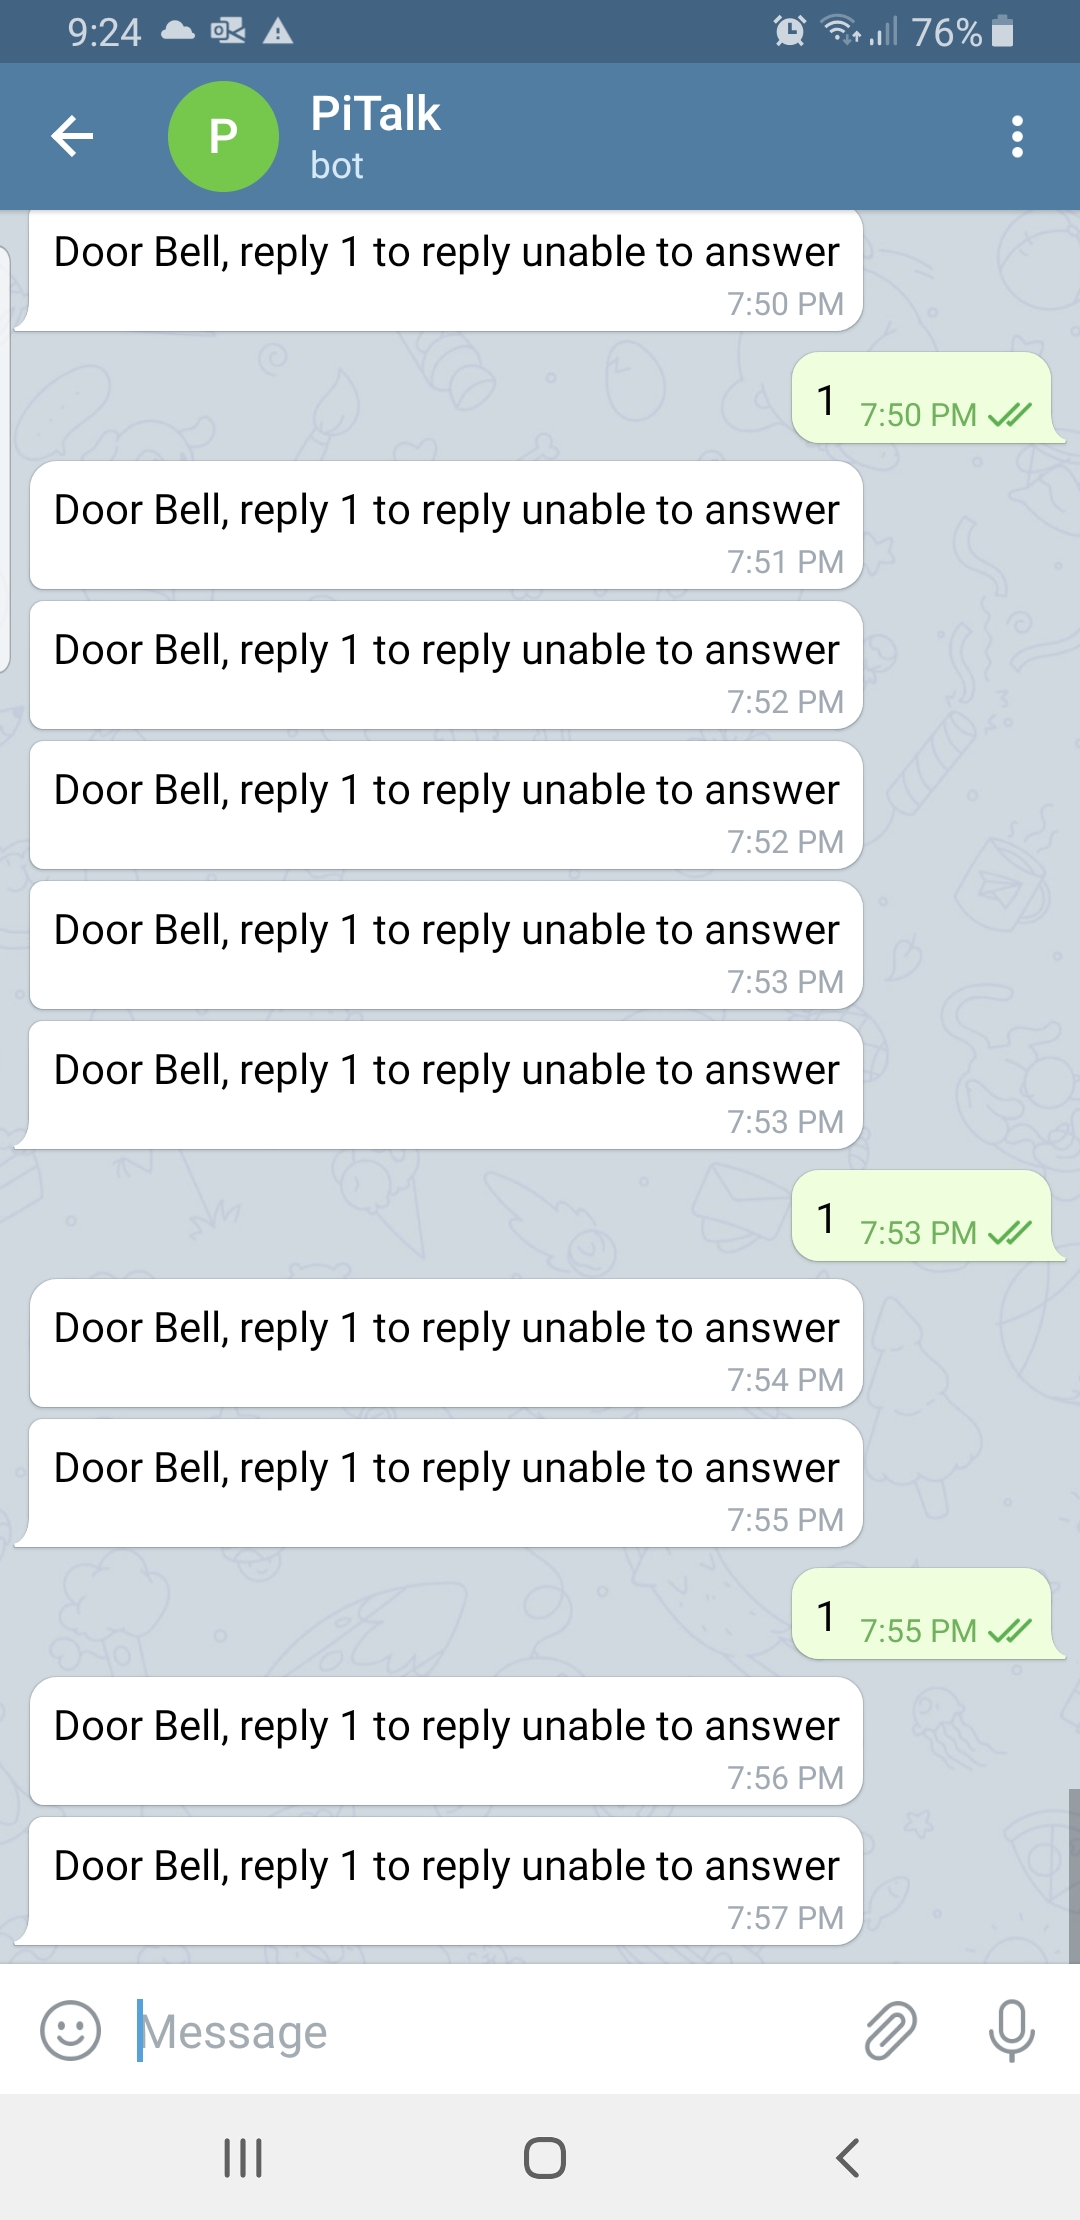 9:24
76%
P
PiTalk
bot
Door Bell, reply 1 to reply unable to answer
7:50 PM
1 7:50 PM
Door Bell, reply 1 to reply unable to answer
7:51 PM
Door Bell, reply 1 to reply unable to answer
7:52 PM
Door Bell, reply 1 to reply unable to answer
7:52 PM
Door Bell, reply 1 to reply unable to answer
7:53 PM
Door Bell, reply 1 to reply unable to answer
7:53 PM
1 7:53 PM
Door Bell, reply 1 to reply unable to answer
7:54 PM
Door Bell, reply 1 to reply unable to answer
7:55 PM
1 7:55 PM
Door Bell, reply 1 to reply unable to answer
7:56 PM
Door Bell, reply 1 to reply unable to answer
7:57 PM
Message